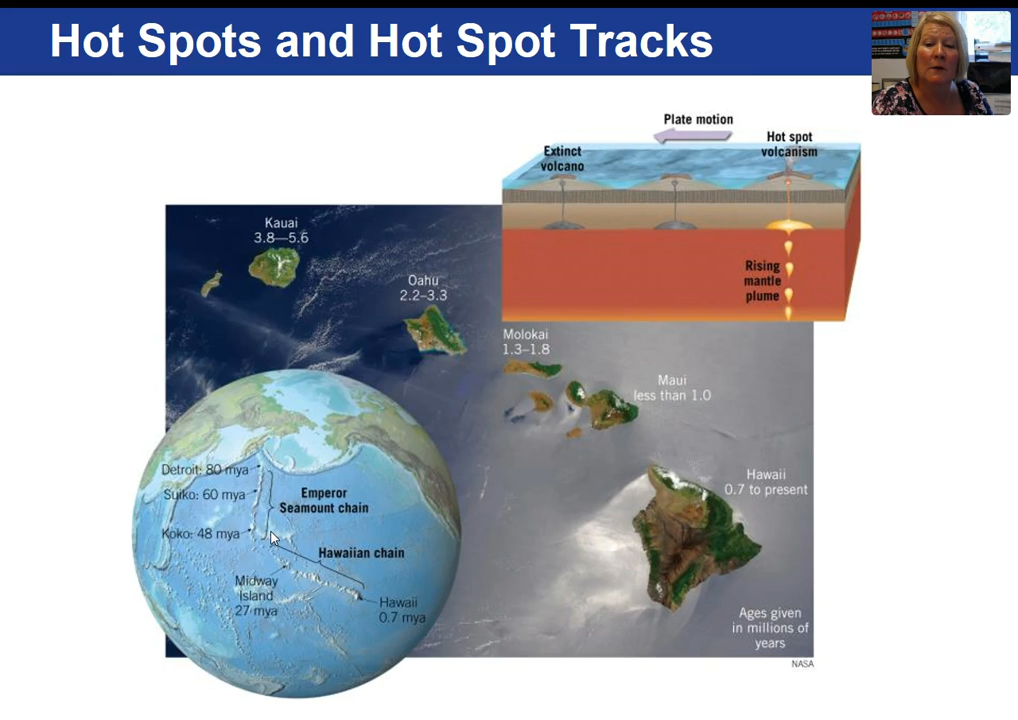 Hot Spots and Hot Spot Tracks
Plate motion
Extinct
volcano
Hot spot
volcanism
Rising
mantle
plume
Kauai
3.8—5.6
Oahu
2.2–3.3
Molokai
1.3–1.8
Maui
less than 1.0
Hawaii
0.7 to present
Detroit: 80 mya
Suiko: 60 mya
Koko: 48 mya
Emperor
Seamount chain
Hawaiian chain
Midway
Island
27 mya
Hawaii
0.7 mya
Ages given
in millions of
years
NASA